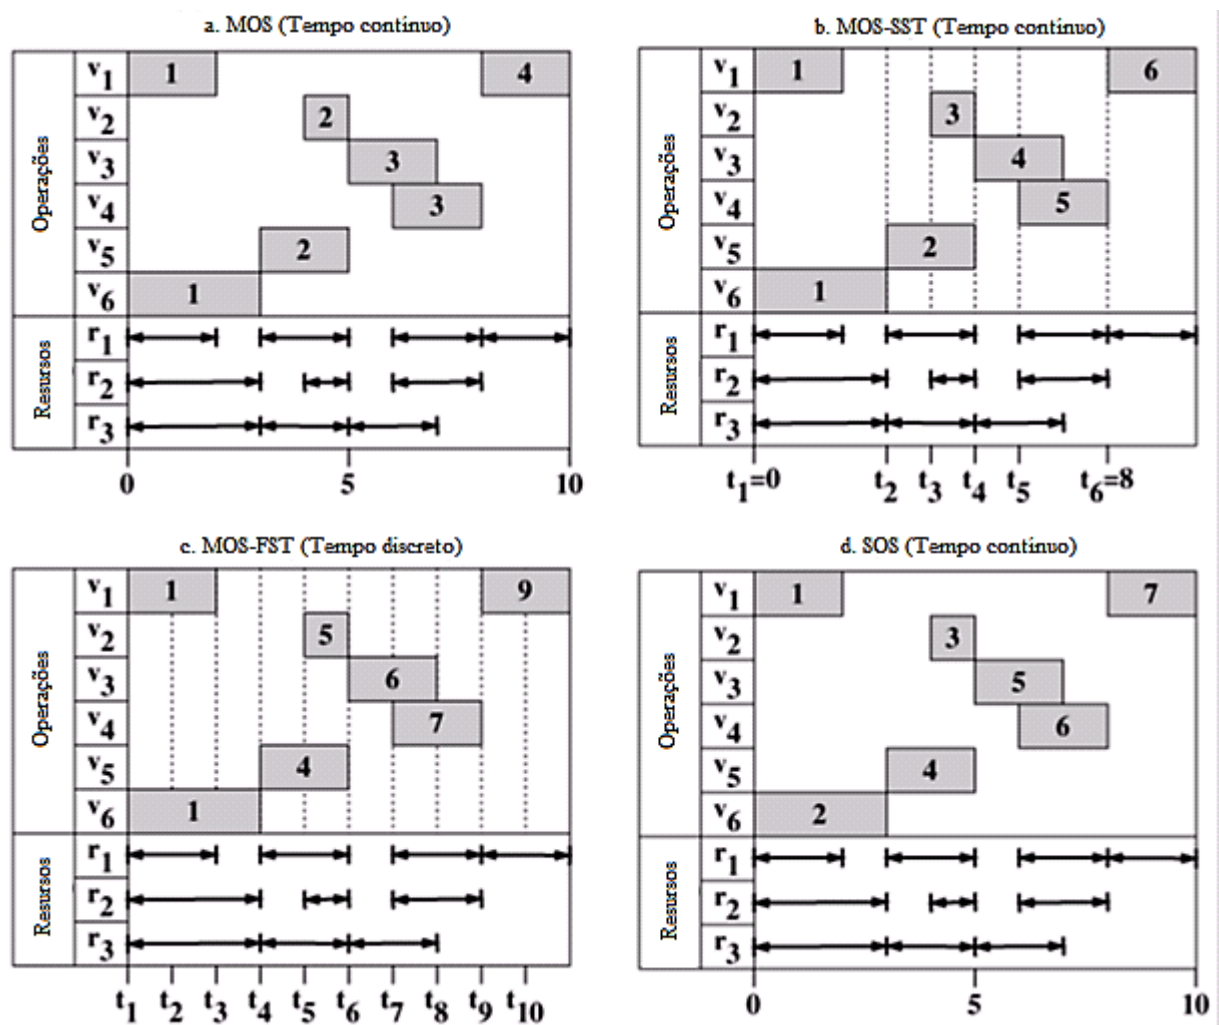 a. MOS (Tempo continuo)
Operações
v1 1 4
v2 2
v3 3
v4 3
v5 2
v6 1
Resursos
r1
r2
r3
0 5 10
b. MOS-SST (Tempo continuo)
Operações
v1 1 6
v2 3
v3 4
v4 5
v5 2
v6 1
Resursos
r1
r2
r3
t1=0 t2 t3 t4 t5 t6=8
c. MOS-FST (Tempo discreto)
Operações
v1 1 9
v2 5
v3 6
v4 7
v5 4
v6 1
Resursos
r1
r2
r3
t1 t2 t3 t4 t5 t6 t7 t8 t9 t10
d. SOS (Tempo continuo)
Operações
v1 1 7
v2 3
v3 5
v4 6
v5 4
v6 2
Resursos
r1
r2
r3
0 5 10